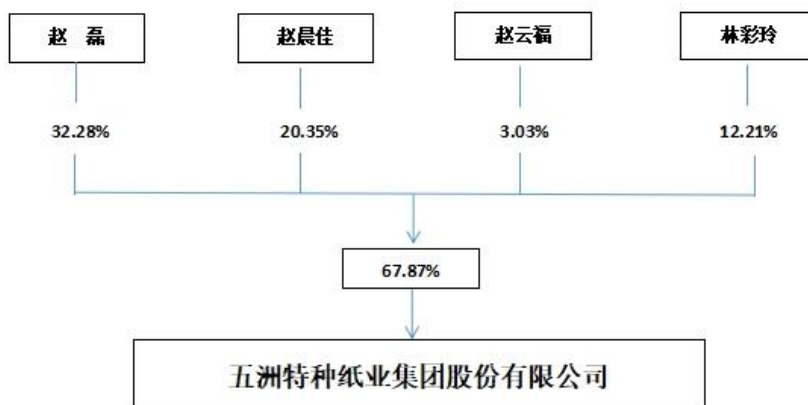 赵 磊 赵晨佳 赵云福 林彩玲
32.28% 20.35% 3.03% 12.21%
67.87%
五洲特种纸业集团股份有限公司